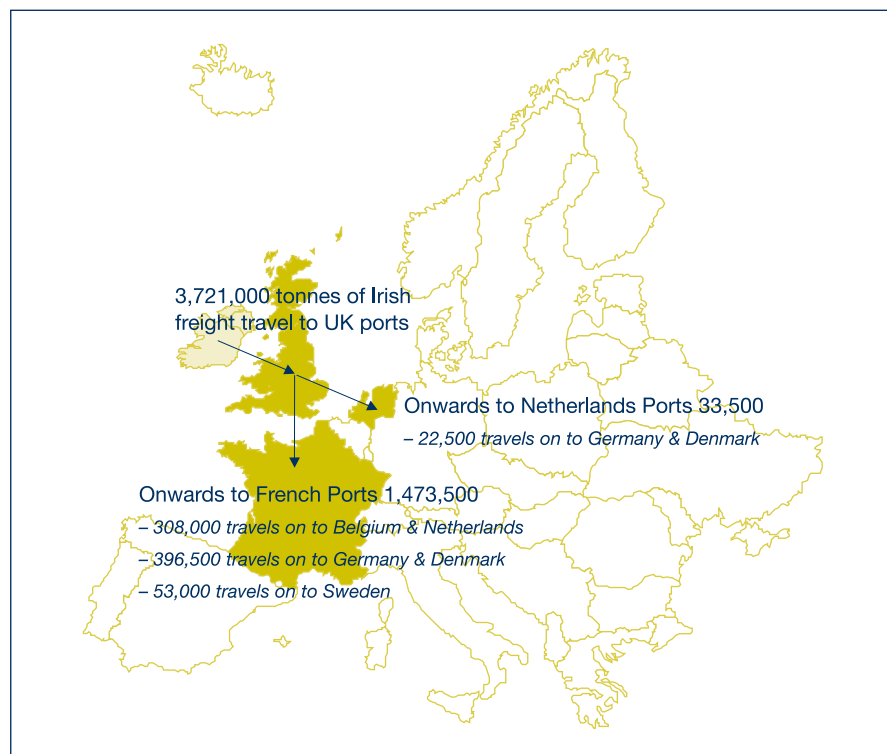 3,721,000 tonnes of Irish
freight travel to UK ports
Onwards to Netherlands Ports 33,500
– 22,500 travels on to Germany & Denmark
Onwards to French Ports 1,473,500
– 308,000 travels on to Belgium & Netherlands
– 396,500 travels on to Germany & Denmark
– 53,000 travels on to Sweden